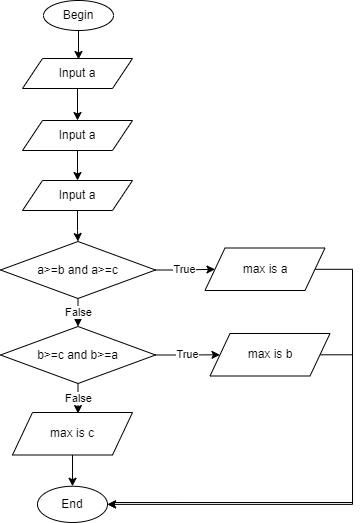 Begin
Input a
Input a
Input a
a>=b and a>=c
True
max is a
False
b>=c and b>=a
True
max is b
False
max is c
End